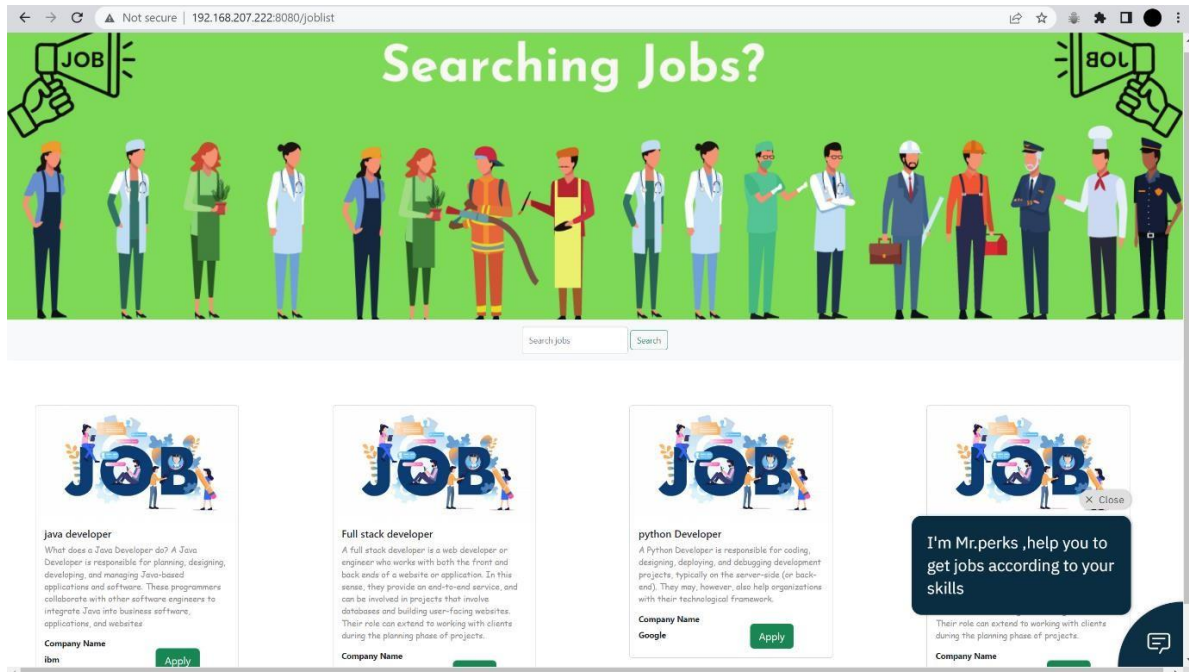 Not secure | 192.168.207.222:8080/joblist
JOB
Searching Jobs?
JOB
Search jobs
Search
JOB
JOB
JOB
JOB
× Close
java developer
What does a Java Developer do? A Java
Developer is responsible for planning, designing,
developing, and managing Java-based
applications and software. These programmers
collaborate with other software engineers to
integrate Java into business software,
applications, and websites
Company Name
ibm
Apply
Full stack developer
A full stack developer is a web developer or
engineer who works with both the front and
back ends of a website or application. In this
sense, they provide an end-to-end service, and
can be involved in projects that involve
databases and building user-facing websites.
Their role can extend to working with clients
during the planning phase of projects.
Company Name
python Developer
A Python Developer is responsible for coding,
designing, deploying, and debugging development
projects, typically on the server-side (or back-
end). They may, however, also help organizations
with their technological framework.
Company Name
Google
Apply
I'm Mr.perks ,help you to
get jobs according to your
skills
Their role can extend to working with clients
during the planning phase of projects.
Company Name